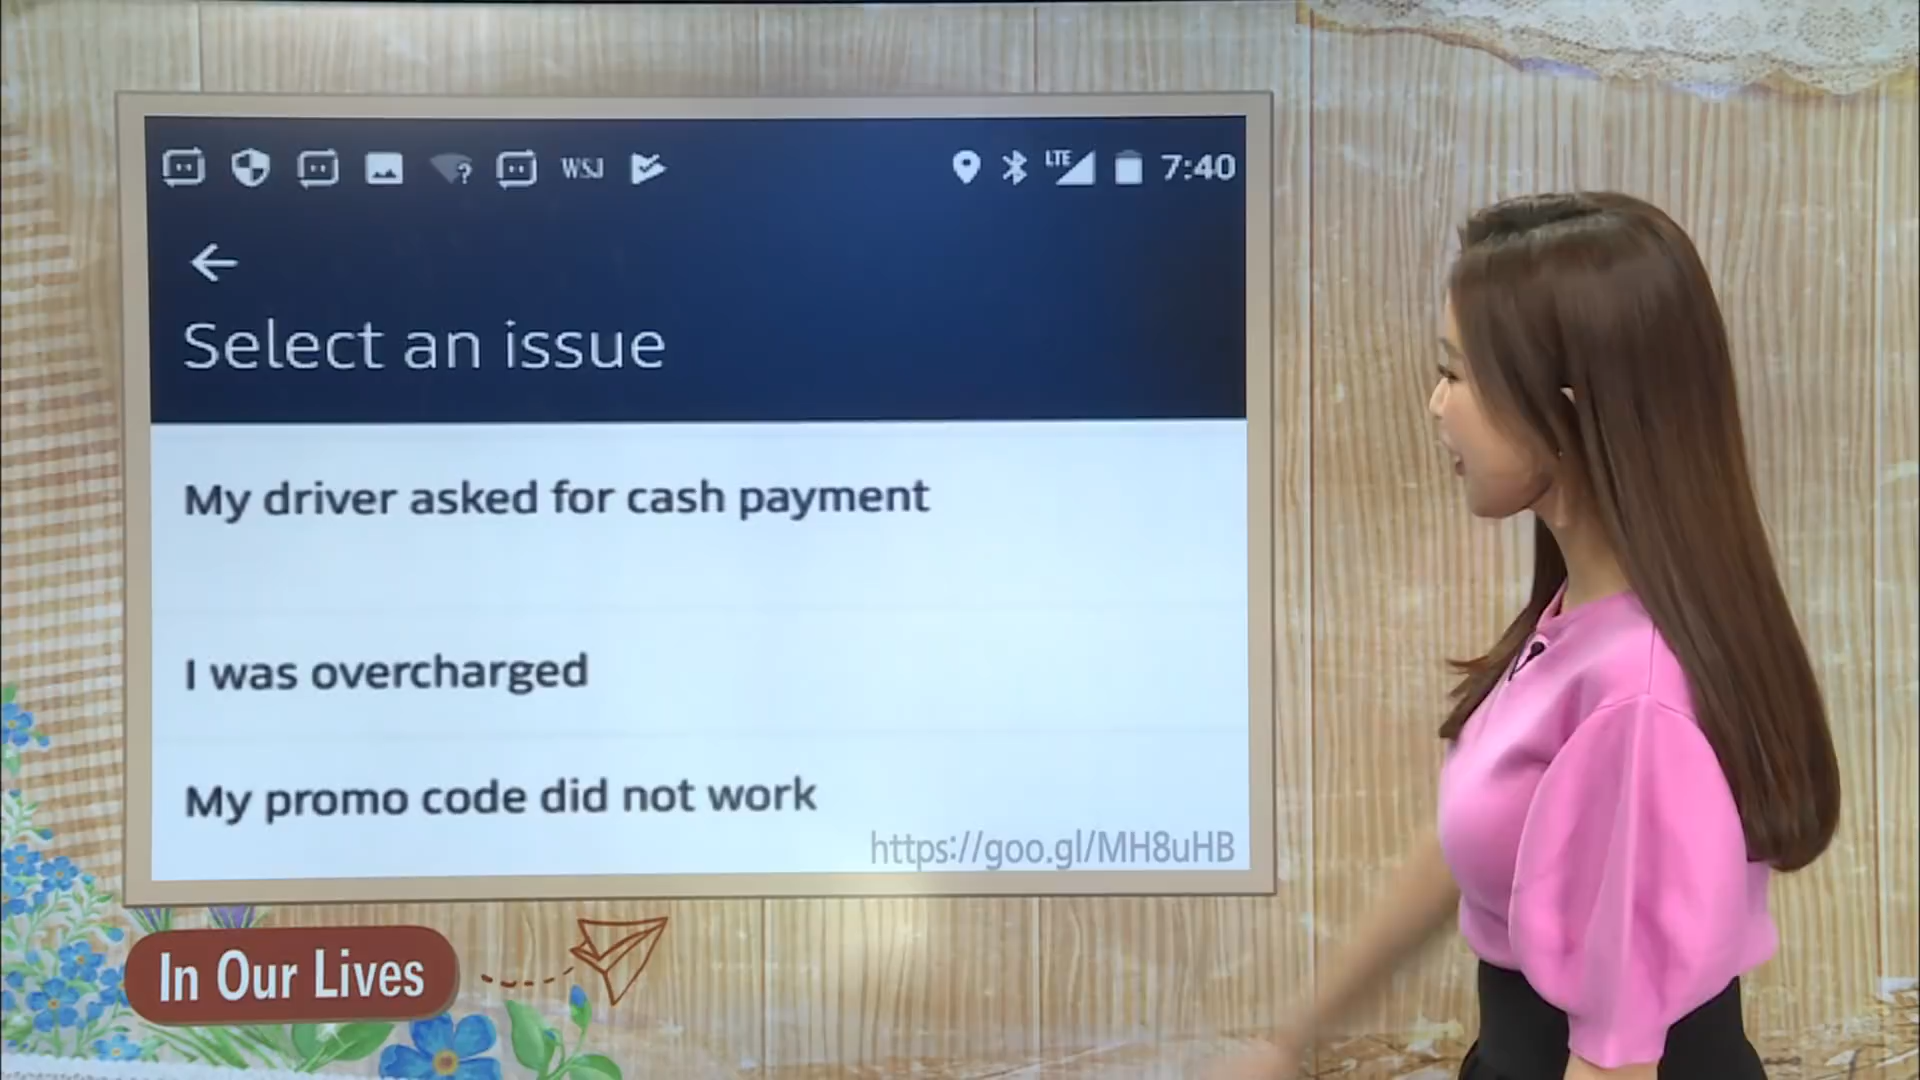 WSJ
LTE
7:40
Select an issue
My driver asked for cash payment
I was overcharged
My promo code did not work
https://goo.gl/MH8uHB
In Our Lives